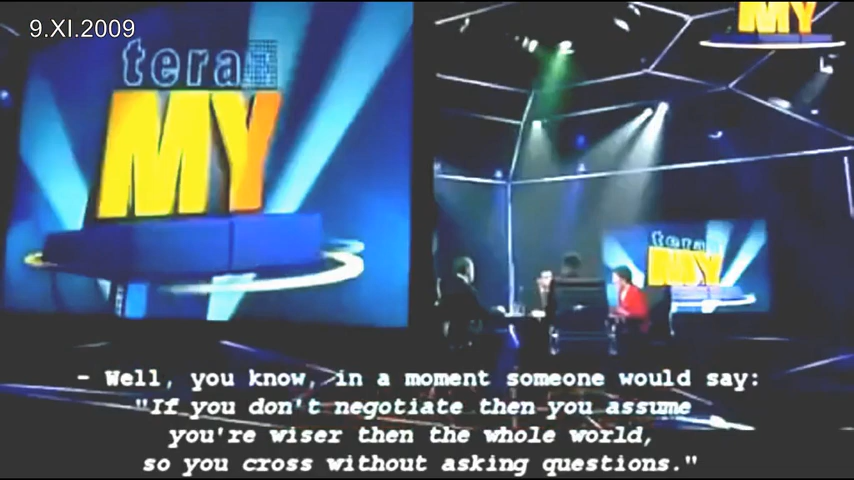 9.XI.2009
teraz
MY
MY
tera
MY
- Well, you know, in a moment someone would say:
"If you don't negotiate then you assume
you're wiser then the whole world,
so you cross without asking questions."